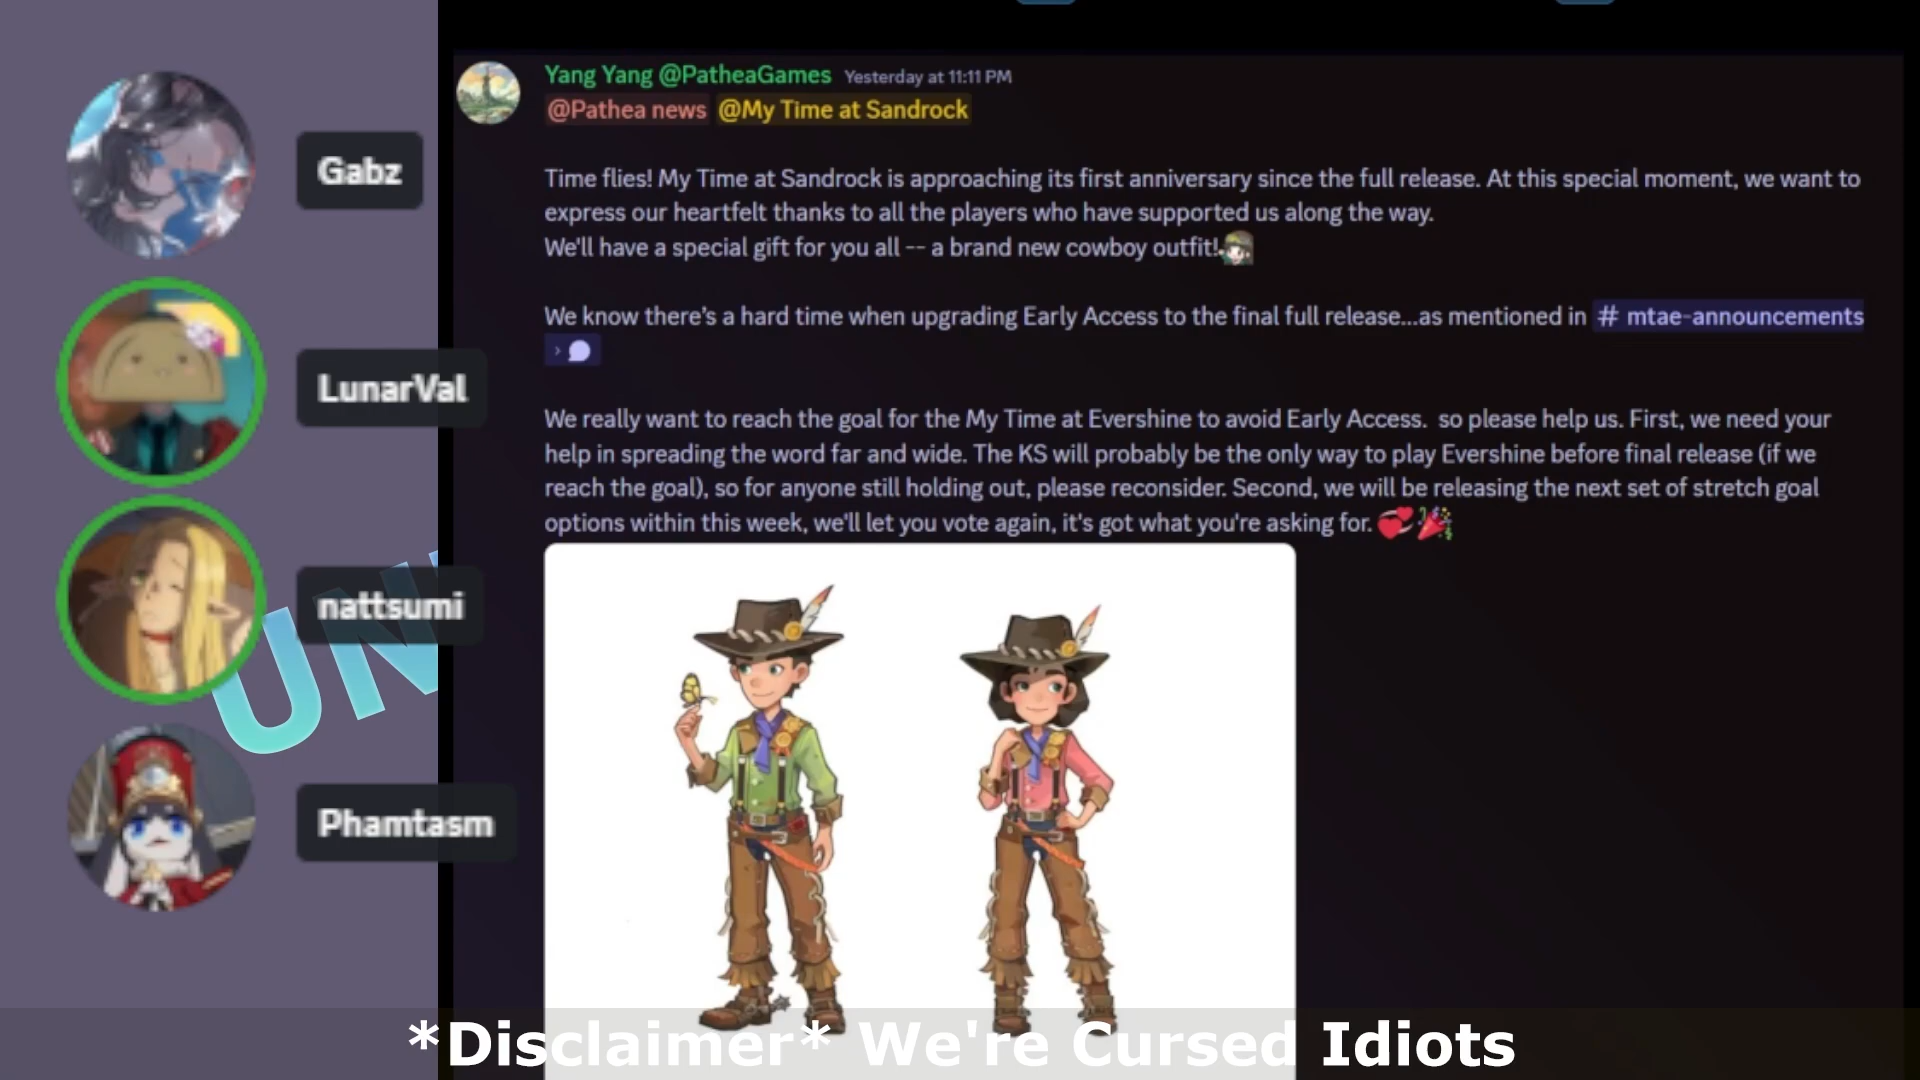 Gabz
LunarVal
nattsumi
UN
Phamtasm
Yang Yang @PatheaGames Yesterday at 11:11 PM
@Pathea news @My Time at Sandrock
Time flies! My Time at Sandrock is approaching its first anniversary since the full release. At this special moment, we want to
express our heartfelt thanks to all the players who have supported us along the way.
We'll have a special gift for you all -- a brand new cowboy outfit!
We know there's a hard time when upgrading Early Access to the final full release...as mentioned in # mtae-announcements
We really want to reach the goal for the My Time at Evershine to avoid Early Access. so please help us. First, we need your
help in spreading the word far and wide. The KS will probably be the only way to play Evershine before final release (if we
reach the goal), so for anyone still holding out, please reconsider. Second, we will be releasing the next set of stretch goal
options within this week, we'll let you vote again, it's got what you're asking for.
*Disclaimer* We're Cursed Idiots